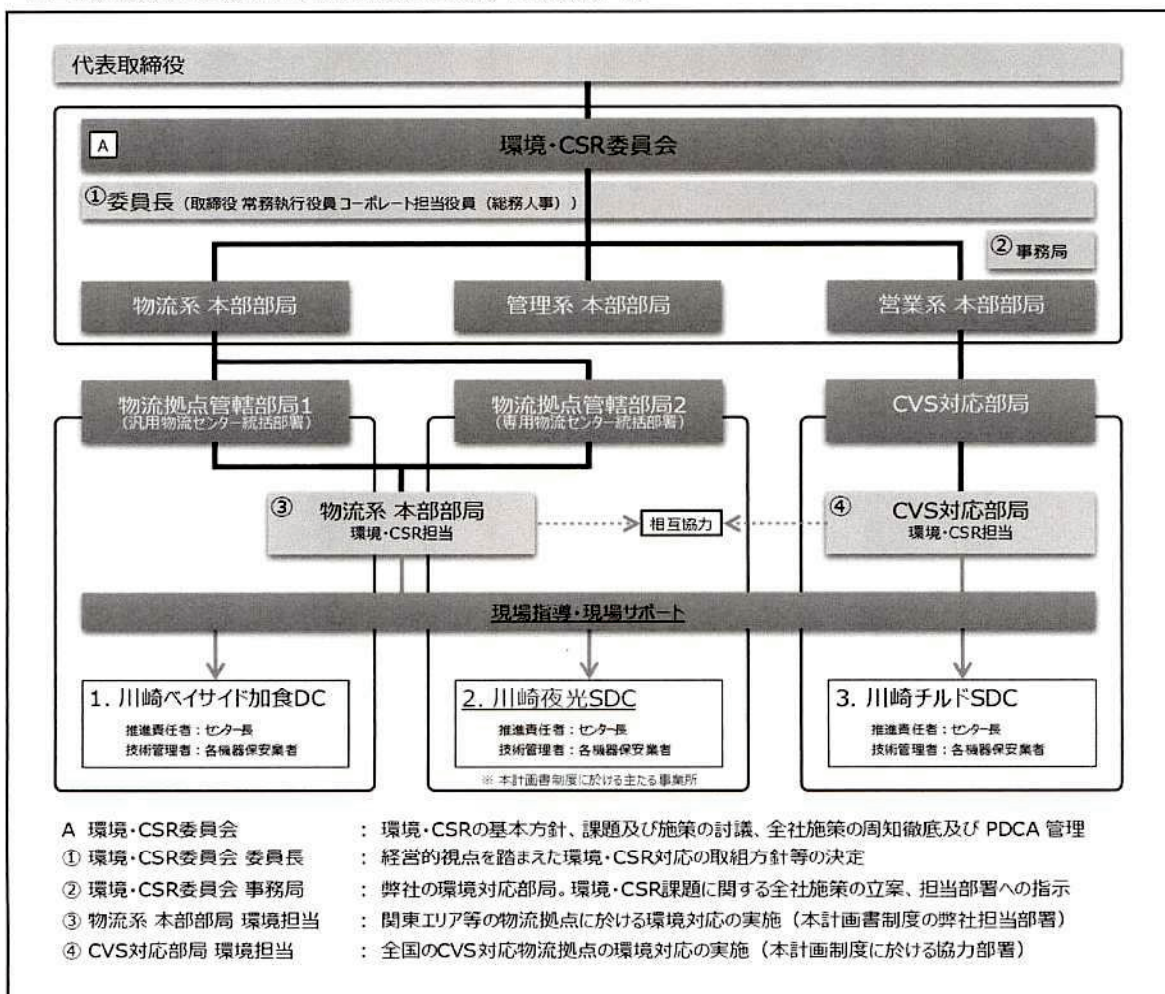 代表取締役
A 環境・CSR委員会
①委員長 (取締役 常務執行役員 コーポレート担当役員 (総務人事))
②事務局
物流系 本部部局 管理系 本部部局 営業系 本部部局
物流拠点管轄部局1 物流拠点管轄部局2 CVS対応部局
(汎用物流センター統括部署) (専用物流センター統括部署)
③ 物流系 本部部局 相互協力 ④ CVS対応部局
環境・CSR担当 環境・CSR担当
現場指導・現場サポート
1. 川崎ベイサイド加食DC 2. 川崎夜光SDC 3. 川崎チルドSDC
推進責任者：センター長 推進責任者：センター長 推進責任者：センター長
技術管理者：各機器保安業者 技術管理者：各機器保安業者 技術管理者：各機器保安業者
※ 本計画書制度に於ける主たる事業所
A 環境・CSR委員会 ： 環境・CSRの基本方針、課題及び施策の討議、全社施策の周知徹底及び PDCA 管理
① 環境・CSR委員会 委員長 ： 経営的視点を踏まえた環境・CSR対応の取組方針等の決定
② 環境・CSR委員会 事務局 ： 弊社の環境対応部局。環境・CSR課題に関する全社施策の立案、担当部署への指示
③ 物流系 本部部局 環境担当 ： 関東エリア等の物流拠点に於ける環境対応の実施（本計画書制度の弊社担当部署）
④ CVS対応部局 環境担当 ： 全国のCVS対応物流拠点の環境対応の実施（本計画制度に於ける協力部署）